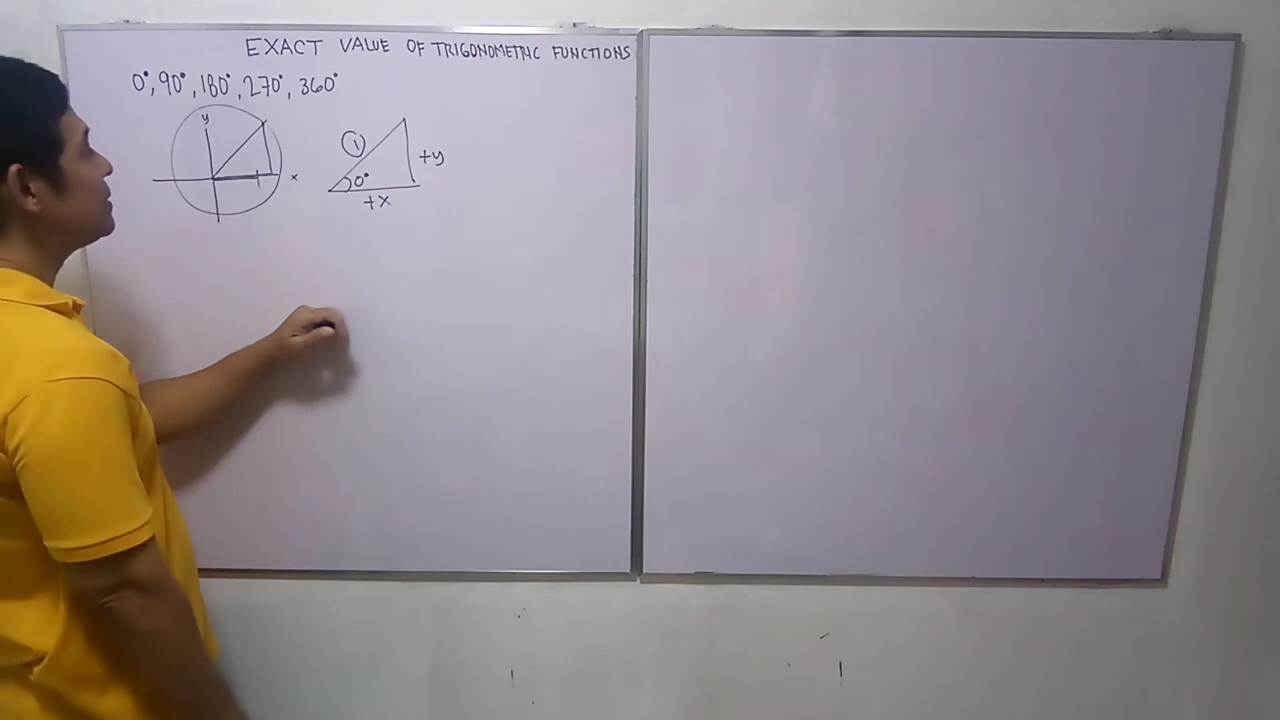 EXACT VALUE OF TRIGONOMETRIC FUNCTIONS
0°, 90°, 180°, 270°, 360°
y
x
1
+y
0°
+x